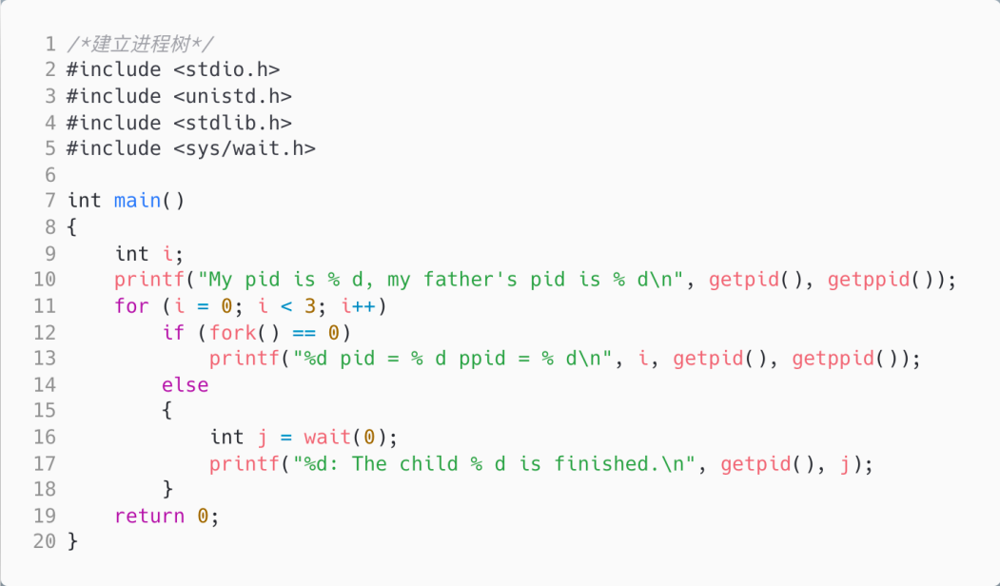 1 /*建立进程树*/
2 #include <stdio.h>
3 #include <unistd.h>
4 #include <stdlib.h>
5 #include <sys/wait.h>
6
7 int main()
8 {
9     int i;
10     printf("My pid is % d, my father's pid is % d\n", getpid(), getppid());
11     for (i = 0; i < 3; i++)
12         if (fork() == 0)
13             printf("%d pid = % d ppid = % d\n", i, getpid(), getppid());
14         else
15         {
16             int j = wait(0);
17             printf("%d: The child % d is finished.\n", getpid(), j);
18         }
19     return 0;
20 }